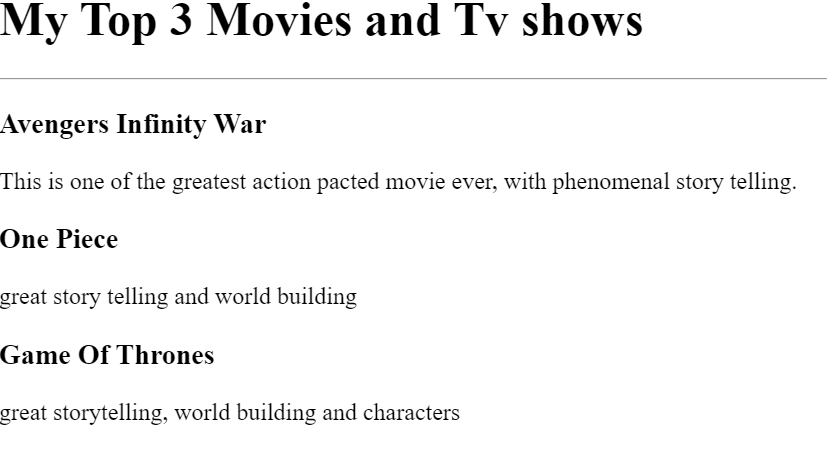 My Top 3 Movies and Tv shows
Avengers Infinity War
This is one of the greatest action pacted movie ever, with phenomenal story telling.
One Piece
great story telling and world building
Game Of Thrones
great storytelling, world building and characters